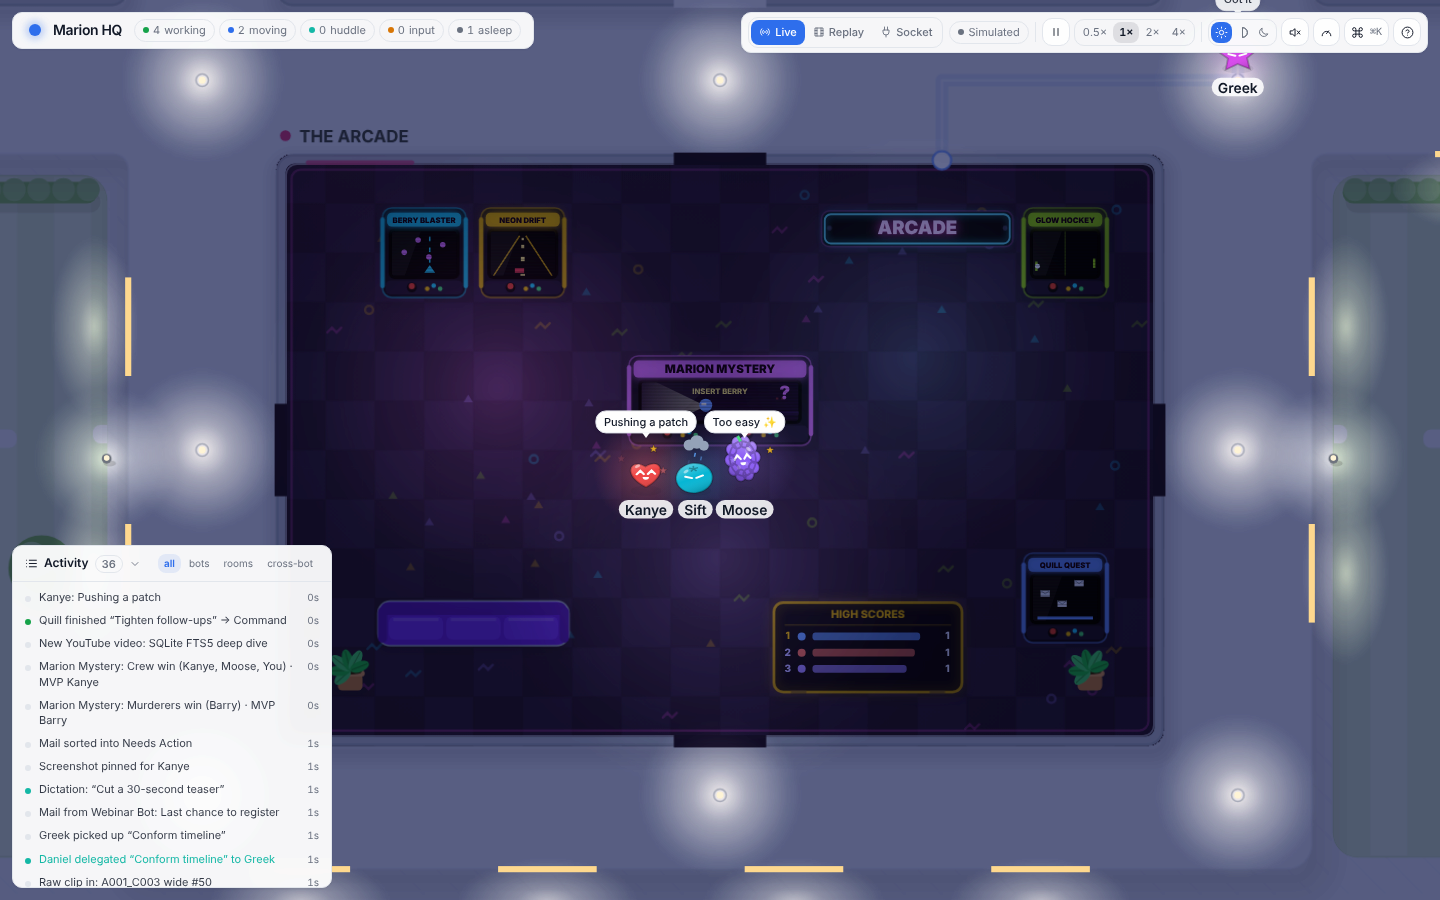 Got it
Marion HQ
4 working
2 moving
0 huddle
0 input
1 asleep
Live
Replay
Socket
Simulated
0.5×
1×
2×
4×
⌘K
Greek
THE ARCADE
BERRY BLASTER
NEON DRIFT
ARCADE
GLOW HOCKEY
MARION MYSTERY
INSERT BERRY
?
Pushing a patch
Too easy ✨
Kanye
Sift
Moose
QUILL QUEST
HIGH SCORES
1 1
2 1
3 1
Activity 36
all
bots
rooms
cross-bot
Kanye: Pushing a patch 0s
Quill finished “Tighten follow-ups” → Command 0s
New YouTube video: SQLite FTS5 deep dive 0s
Marion Mystery: Crew win (Kanye, Moose, You) · 0s
MVP Kanye
Marion Mystery: Murderers win (Barry) · MVP 0s
Barry
Mail sorted into Needs Action 1s
Screenshot pinned for Kanye 1s
Dictation: “Cut a 30-second teaser” 1s
Mail from Webinar Bot: Last chance to register 1s
Greek picked up “Conform timeline” 1s
Daniel delegated “Conform timeline” to Greek 1s
Raw clip in: A001_C003 wide #50 1s